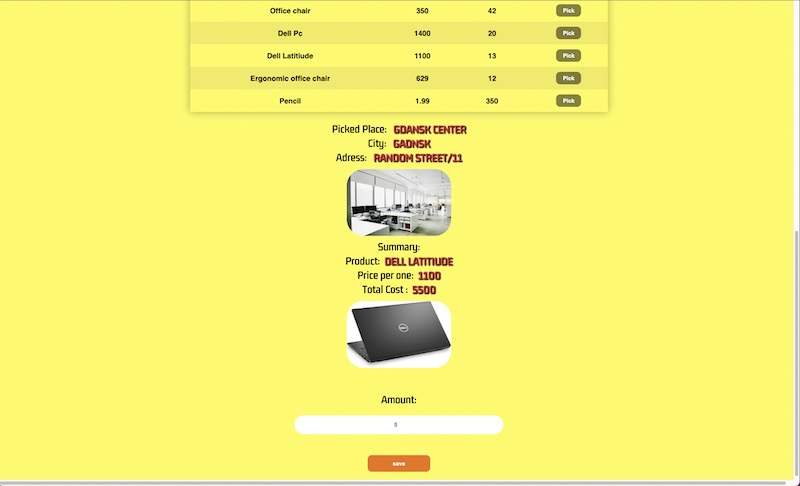 Office chair 350 42 Pick
Dell Pc 1400 20 Pick
Dell Latitiude 1100 13 Pick
Ergonomic office chair 629 12 Pick
Pencil 1.99 350 Pick
Picked Place: GDANSK CENTER
City: GADNSK
Adress: RANDOM STREET/11
Summary:
Product: DELL LATITIUDE
Price per one: 1100
Total Cost : 5500
DELL
Amount:
5
save